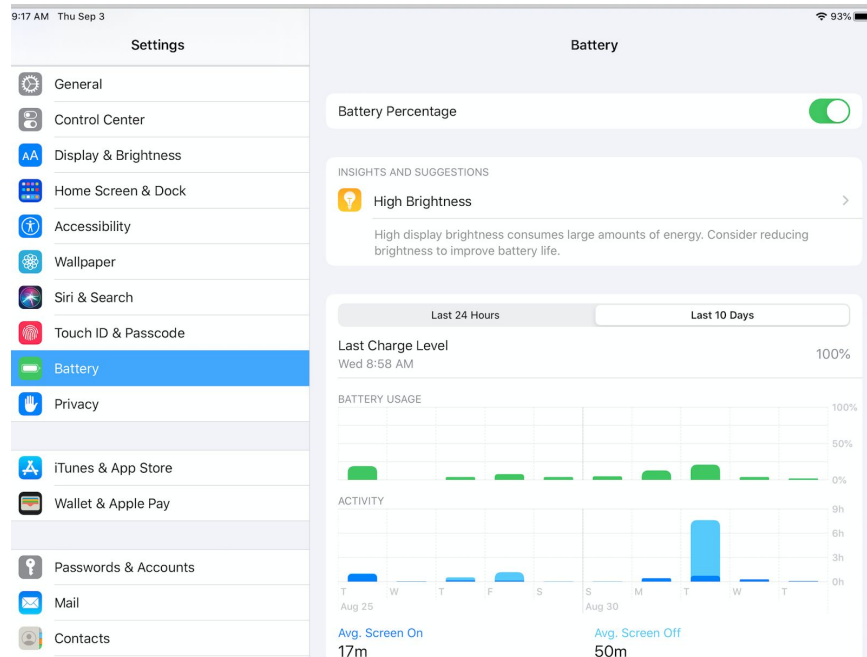 9:17 AM Thu Sep 3
93%
Settings
General
Control Center
AA Display & Brightness
Home Screen & Dock
Accessibility
Wallpaper
Siri & Search
Touch ID & Passcode
Battery
Privacy
iTunes & App Store
Wallet & Apple Pay
Passwords & Accounts
Mail
Contacts
Battery
Battery Percentage
INSIGHTS AND SUGGESTIONS
High Brightness
High display brightness consumes large amounts of energy. Consider reducing
brightness to improve battery life.
Last 24 Hours Last 10 Days
Last Charge Level
Wed 8:58 AM
100%
BATTERY USAGE
100%
50%
0%
ACTIVITY
9h
6h
3h
0h
T W T F S S M T W T
Aug 25 Aug 30
Avg. Screen On Avg. Screen Off
17m 50m